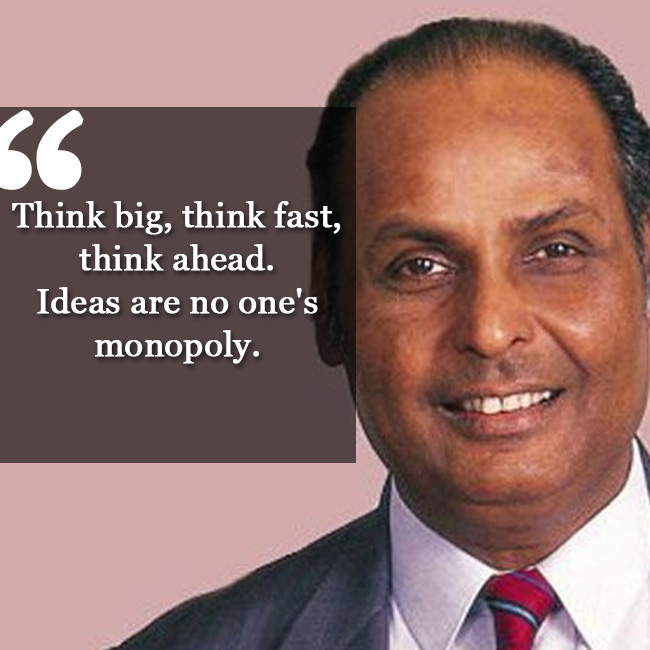 “
Think big, think fast,
think ahead.
Ideas are no one's
monopoly.